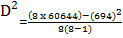 D² = (8 x 60644)−(694)² / 8(8−1)